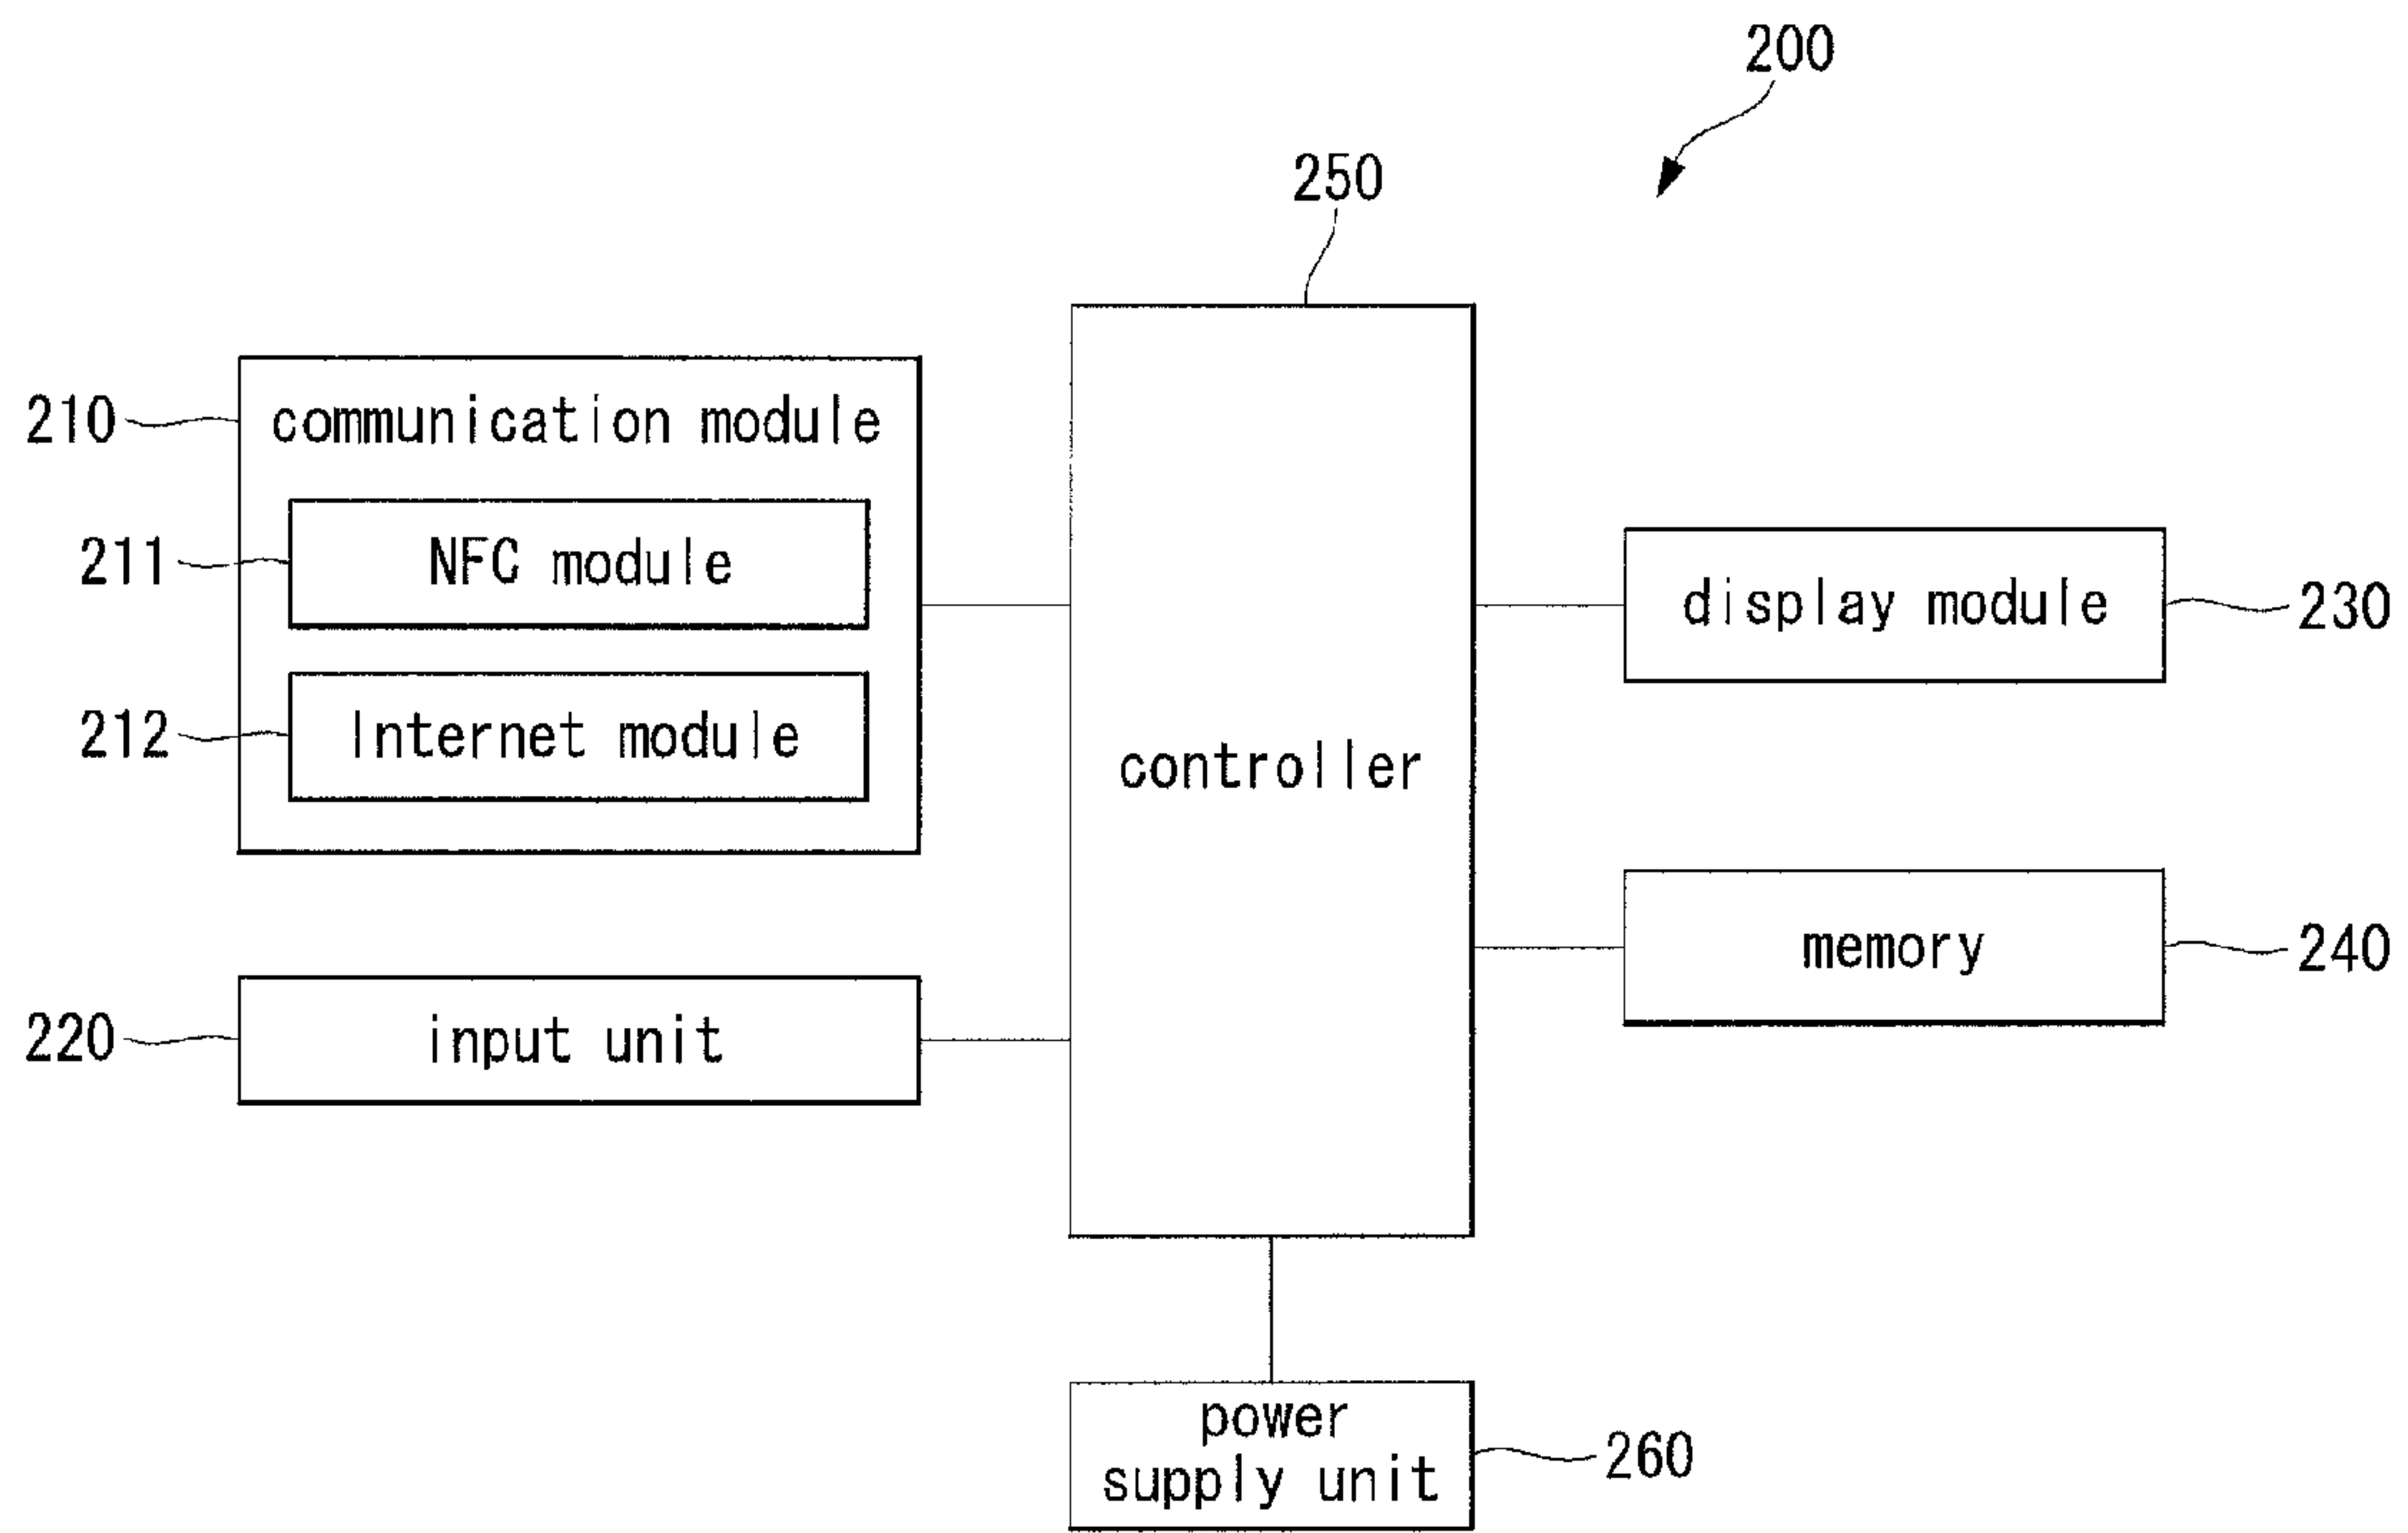 200
250
210
communication module
211
NFC module
212
Internet module
controller
display module
230
memory
240
220
input unit
power
supply unit
260